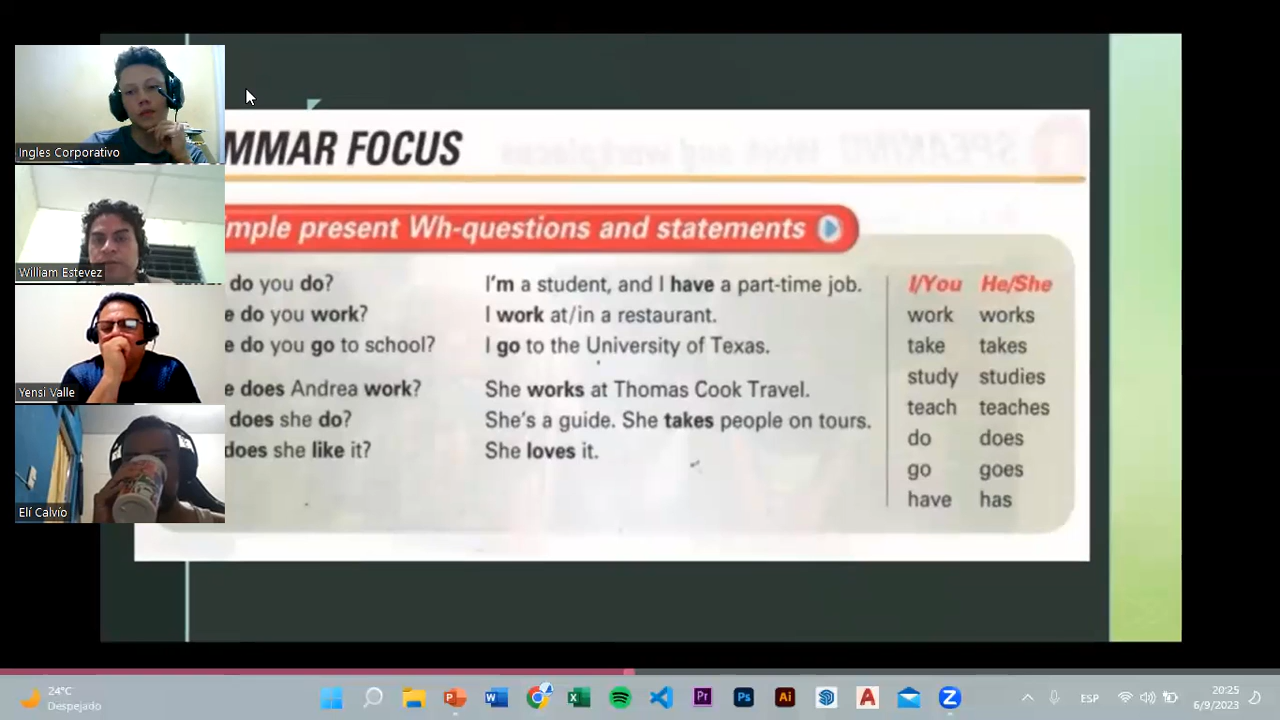 Ingles Corporativo
William Estevez
Yensi Valle
Elí Calvío
MMAR FOCUS
mple present Wh-questions and statements
do you do?
e do you work?
e do you go to school?
e does Andrea work?
does she do?
does she like it?
I'm a student, and I have a part-time job.
I work at/in a restaurant.
I go to the University of Texas.
She works at Thomas Cook Travel.
She's a guide. She takes people on tours.
She loves it.
I/You He/She
work works
take takes
study studies
teach teaches
do does
go goes
have has
24°C
Despejado
ESP
20:25
6/9/2023